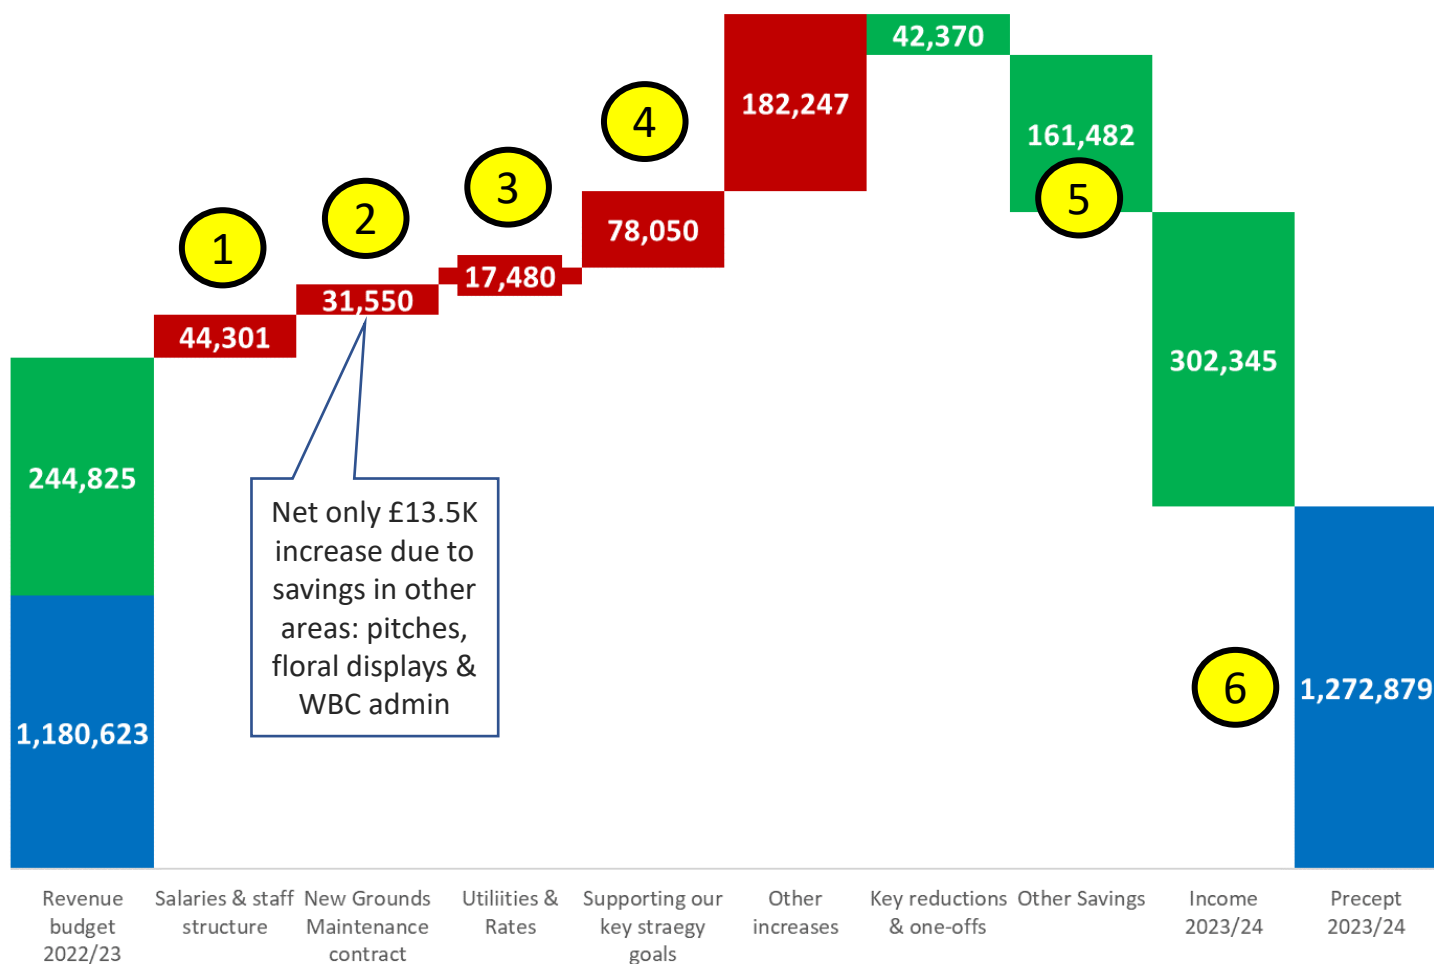 42,370
182,247
161,482
4
3
5
2
78,050
1
17,480
31,550
44,301
302,345
244,825
Net only £13.5K
increase due to
savings in other
areas: pitches,
floral displays &
WBC admin
6
1,272,879
1,180,623
Revenue
budget
2022/23
Salaries & staff
structure
New Grounds
Maintenance
contract
Utiliities &
Rates
Supporting our
key straegy
goals
Other
increases
Key reductions
& one-offs
Other Savings
Income
2023/24
Precept
2023/24